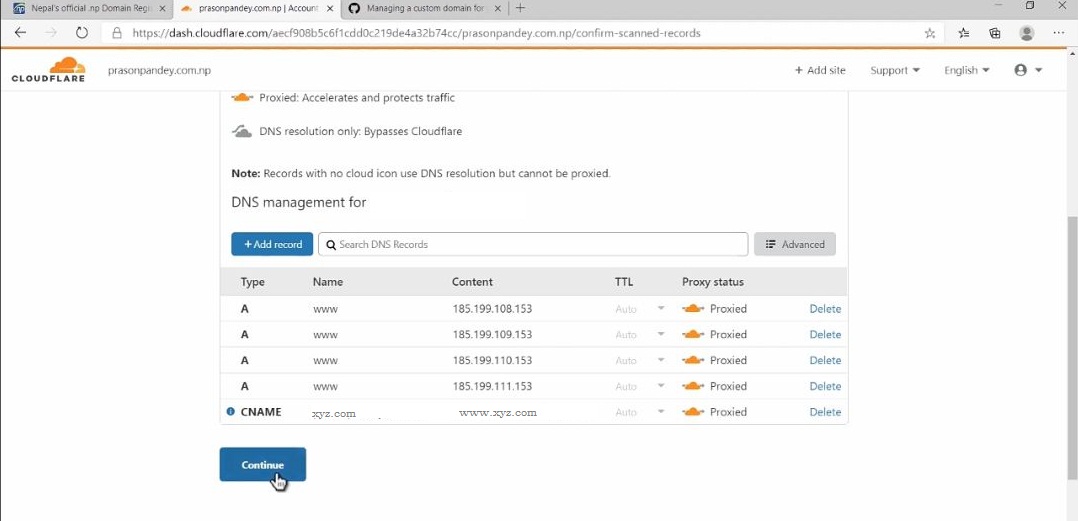 Nepal's official .np Domain Regi
prasonpandey.com.np | Account
Managing a custom domain for
https://dash.cloudflare.com/aecf908b5c6f1cdd0c219de4a32b74cc/prasonpandey.com.np/confirm-scanned-records
CLOUDFLARE prasonpandey.com.np + Add site Support English
Proxied: Accelerates and protects traffic
DNS resolution only: Bypasses Cloudflare
Note: Records with no cloud icon use DNS resolution but cannot be proxied.
DNS management for
+ Add record Search DNS Records Advanced
Type Name Content TTL Proxy status
A www 185.199.108.153 Auto Proxied Delete
A www 185.199.109.153 Auto Proxied Delete
A www 185.199.110.153 Auto Proxied Delete
A www 185.199.111.153 Auto Proxied Delete
CNAME xyz.com www.xyz.com Auto Proxied Delete
Continue